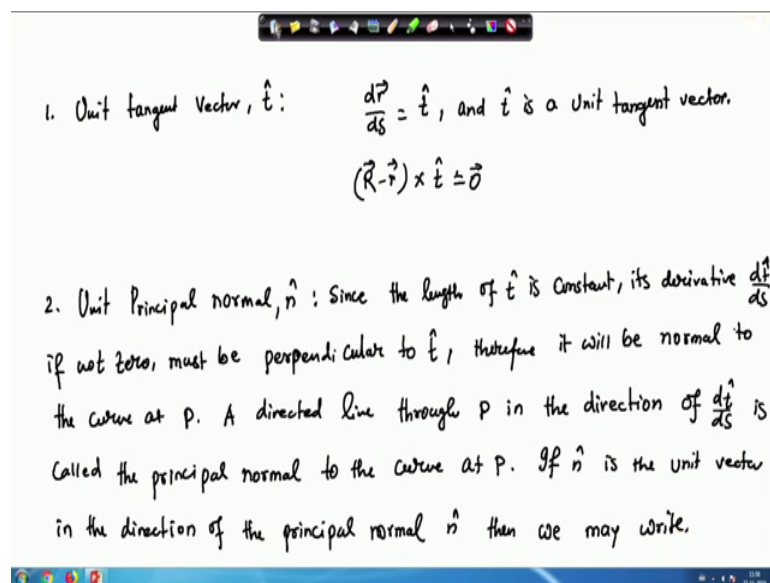 1. Unit tangent Vector, t̂ : dr⃗/ds = t̂, and t̂ is a unit tangent vector.
(R⃗-r⃗) × t̂ = 0⃗
2. Unit Principal normal, n̂ : Since the length of t̂ is constant, its derivative dt̂/ds
if not zero, must be perpendicular to t̂, therefore it will be normal to
the curve at P. A directed line through P in the direction of dt̂/ds is
called the principal normal to the curve at P. If n̂ is the unit vector
in the direction of the principal normal n̂ then we may write.